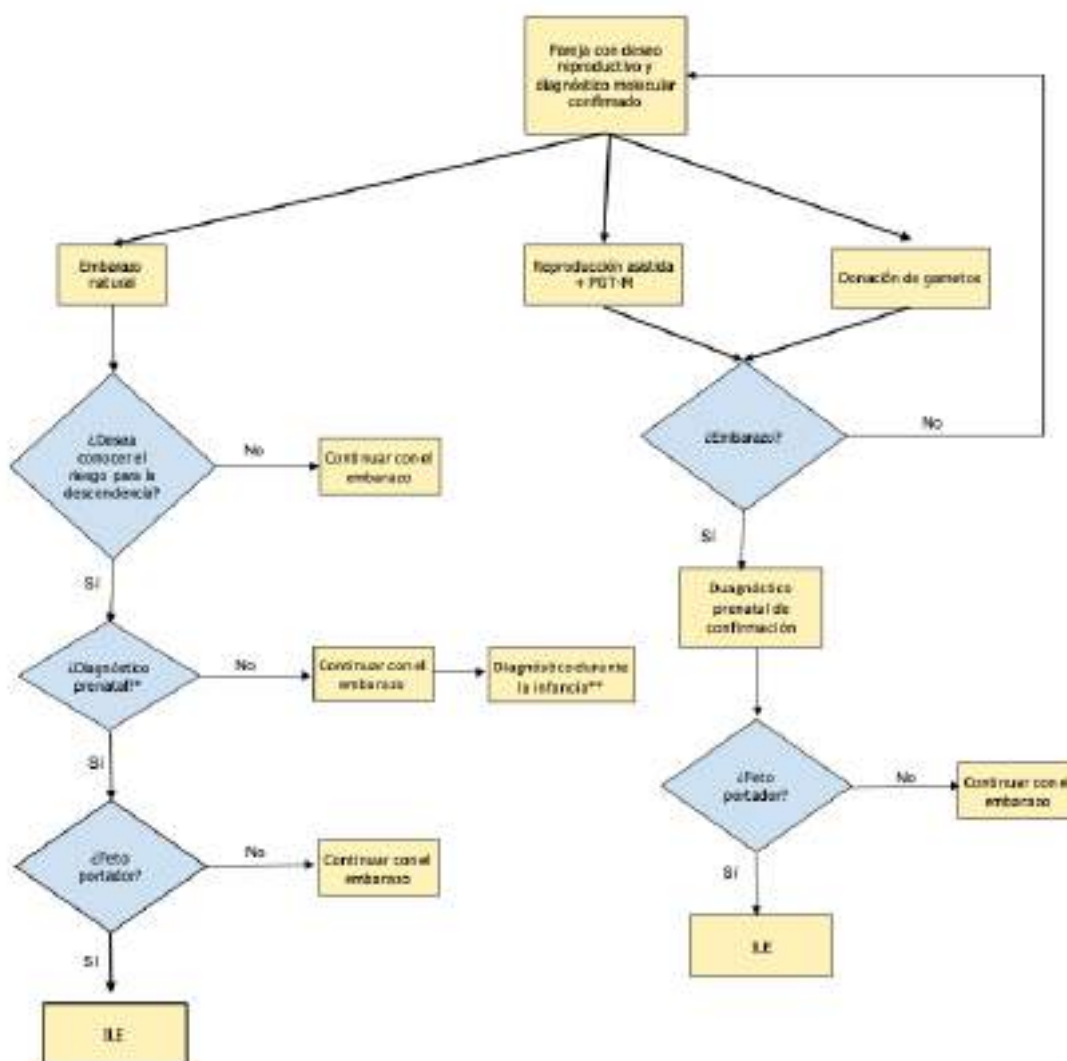 Pareja con deseo
reproductivo y
diagnóstico molecular
confirmado
Embarazo
natural
Reproducción asistida
+ PGT-M
Donación de gametos
¿Desea
conocer el
riesgo para la
descendencia?
No
Continuar con el
embarazo
¿Embarazo?
No
Sí
Sí
Duagnóstico
prenatal de
confirmación
¿Diagnóstico
prenatal?*
No
Continuar con el
embarazo
Diagnóstico durante
la infancia**
Sí
¿Feto
portador?
No
Continuar con el
embarazo
¿Feto
portador?
No
Continuar con el
embarazo
Sí
ILE
Sí
ILE